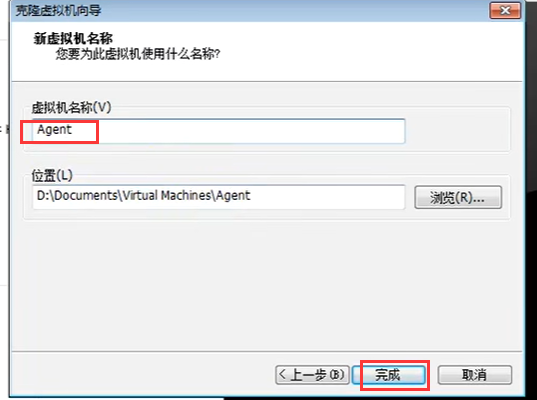 克隆虚拟机向导
新虚拟机名称
您要为此虚拟机使用什么名称?
虚拟机名称(V)
Agent
位置(L)
D:\Documents\Virtual Machines\Agent
浏览(R)...
< 上一步(B)
完成
取消